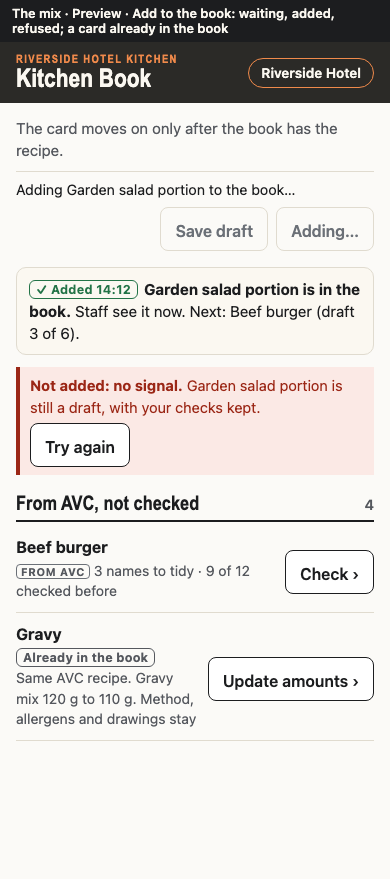 The mix · Preview · Add to the book: waiting, added,
refused; a card already in the book
RIVERSIDE HOTEL KITCHEN
Kitchen Book
Riverside Hotel
The card moves on only after the book has the
recipe.
Adding Garden salad portion to the book...
Save draft
Adding...
✓ Added 14:12 Garden salad portion is in the
book. Staff see it now. Next: Beef burger (draft
3 of 6).
Not added: no signal. Garden salad portion is
still a draft, with your checks kept.
Try again
From AVC, not checked
4
Beef burger
FROM AVC 3 names to tidy · 9 of 12
checked before
Check ›
Gravy
Already in the book
Same AVC recipe. Gravy
mix 120 g to 110 g. Method,
allergens and drawings stay
Update amounts ›